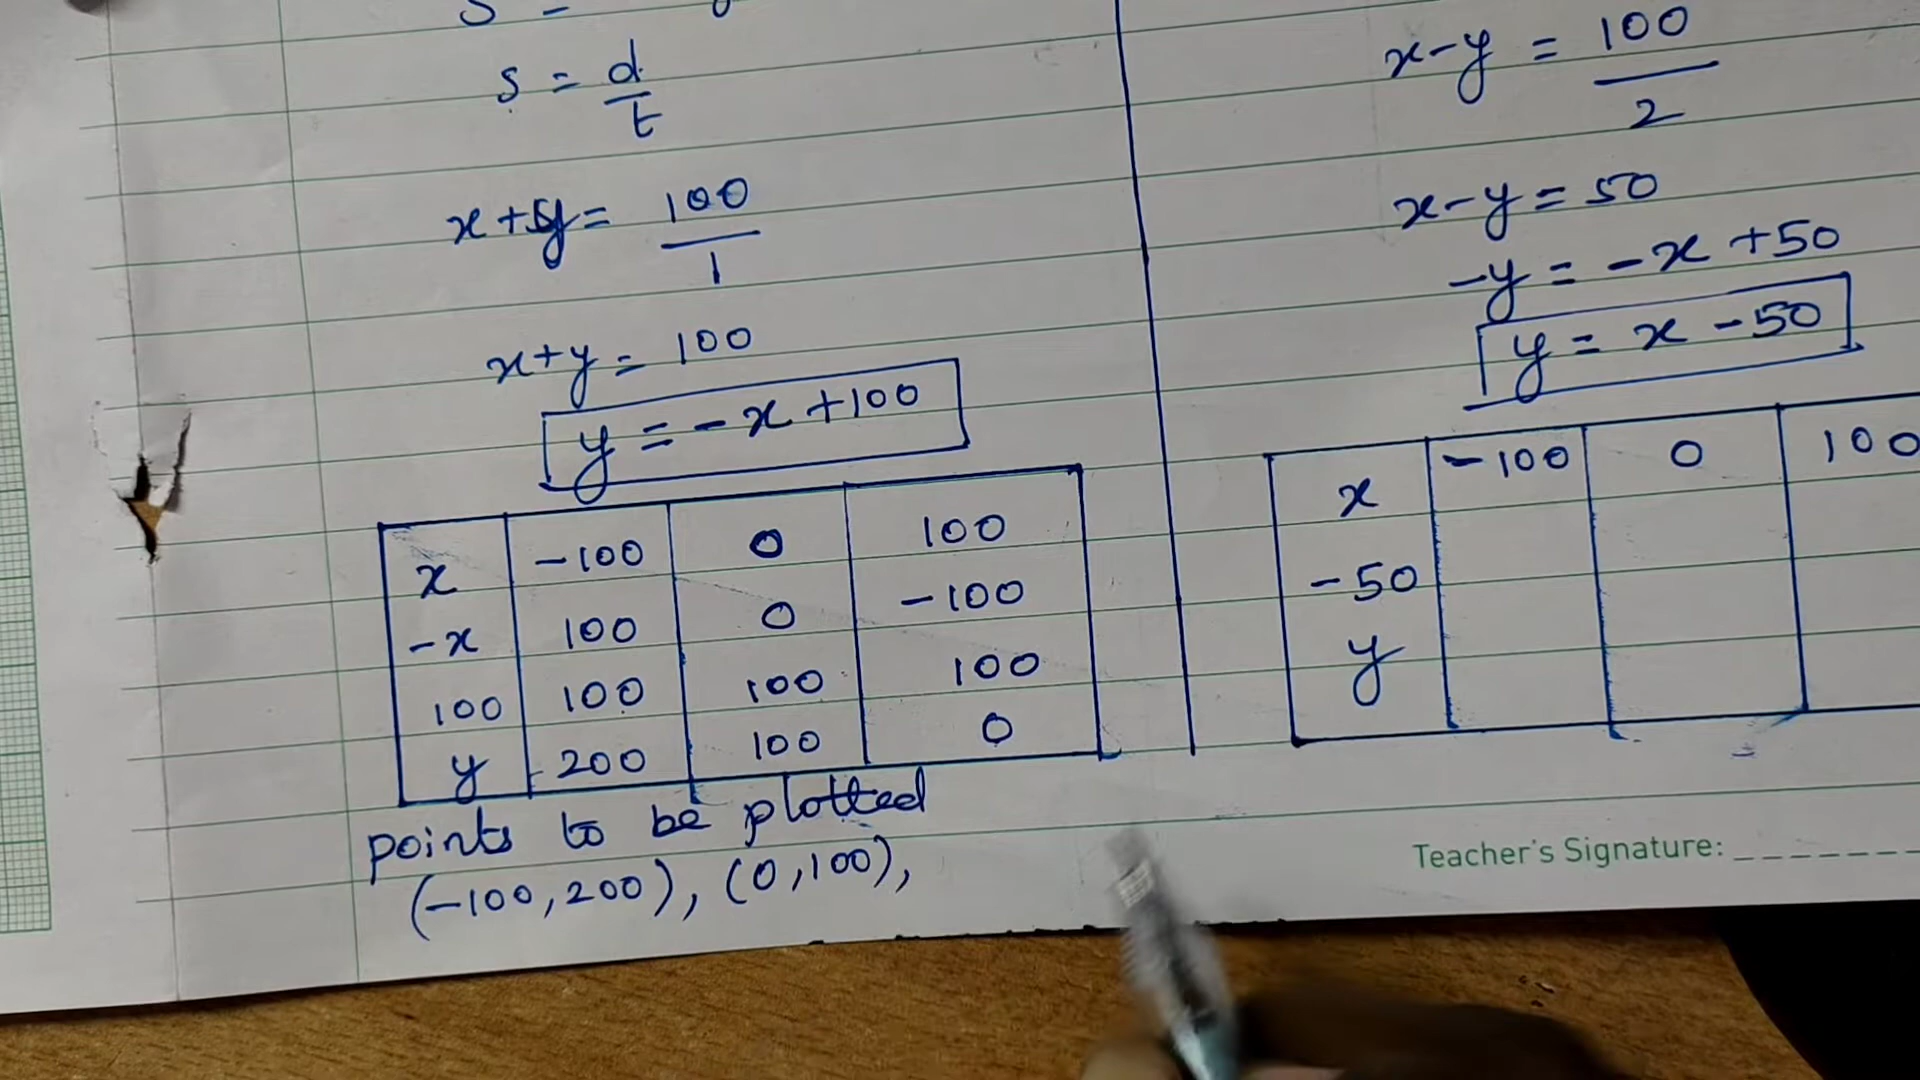 s = d/t
x+y= 100/1
x+y = 100
y = -x +100
x -100 0 100
-x 100 0 -100
100 100 100 100
y 200 100 0
points to be plotted
(-100,200), (0,100),
x-y = 100/2
x-y = 50
-y = -x +50
y = x -50
x -100 0 100
-50
y
Teacher's Signature: